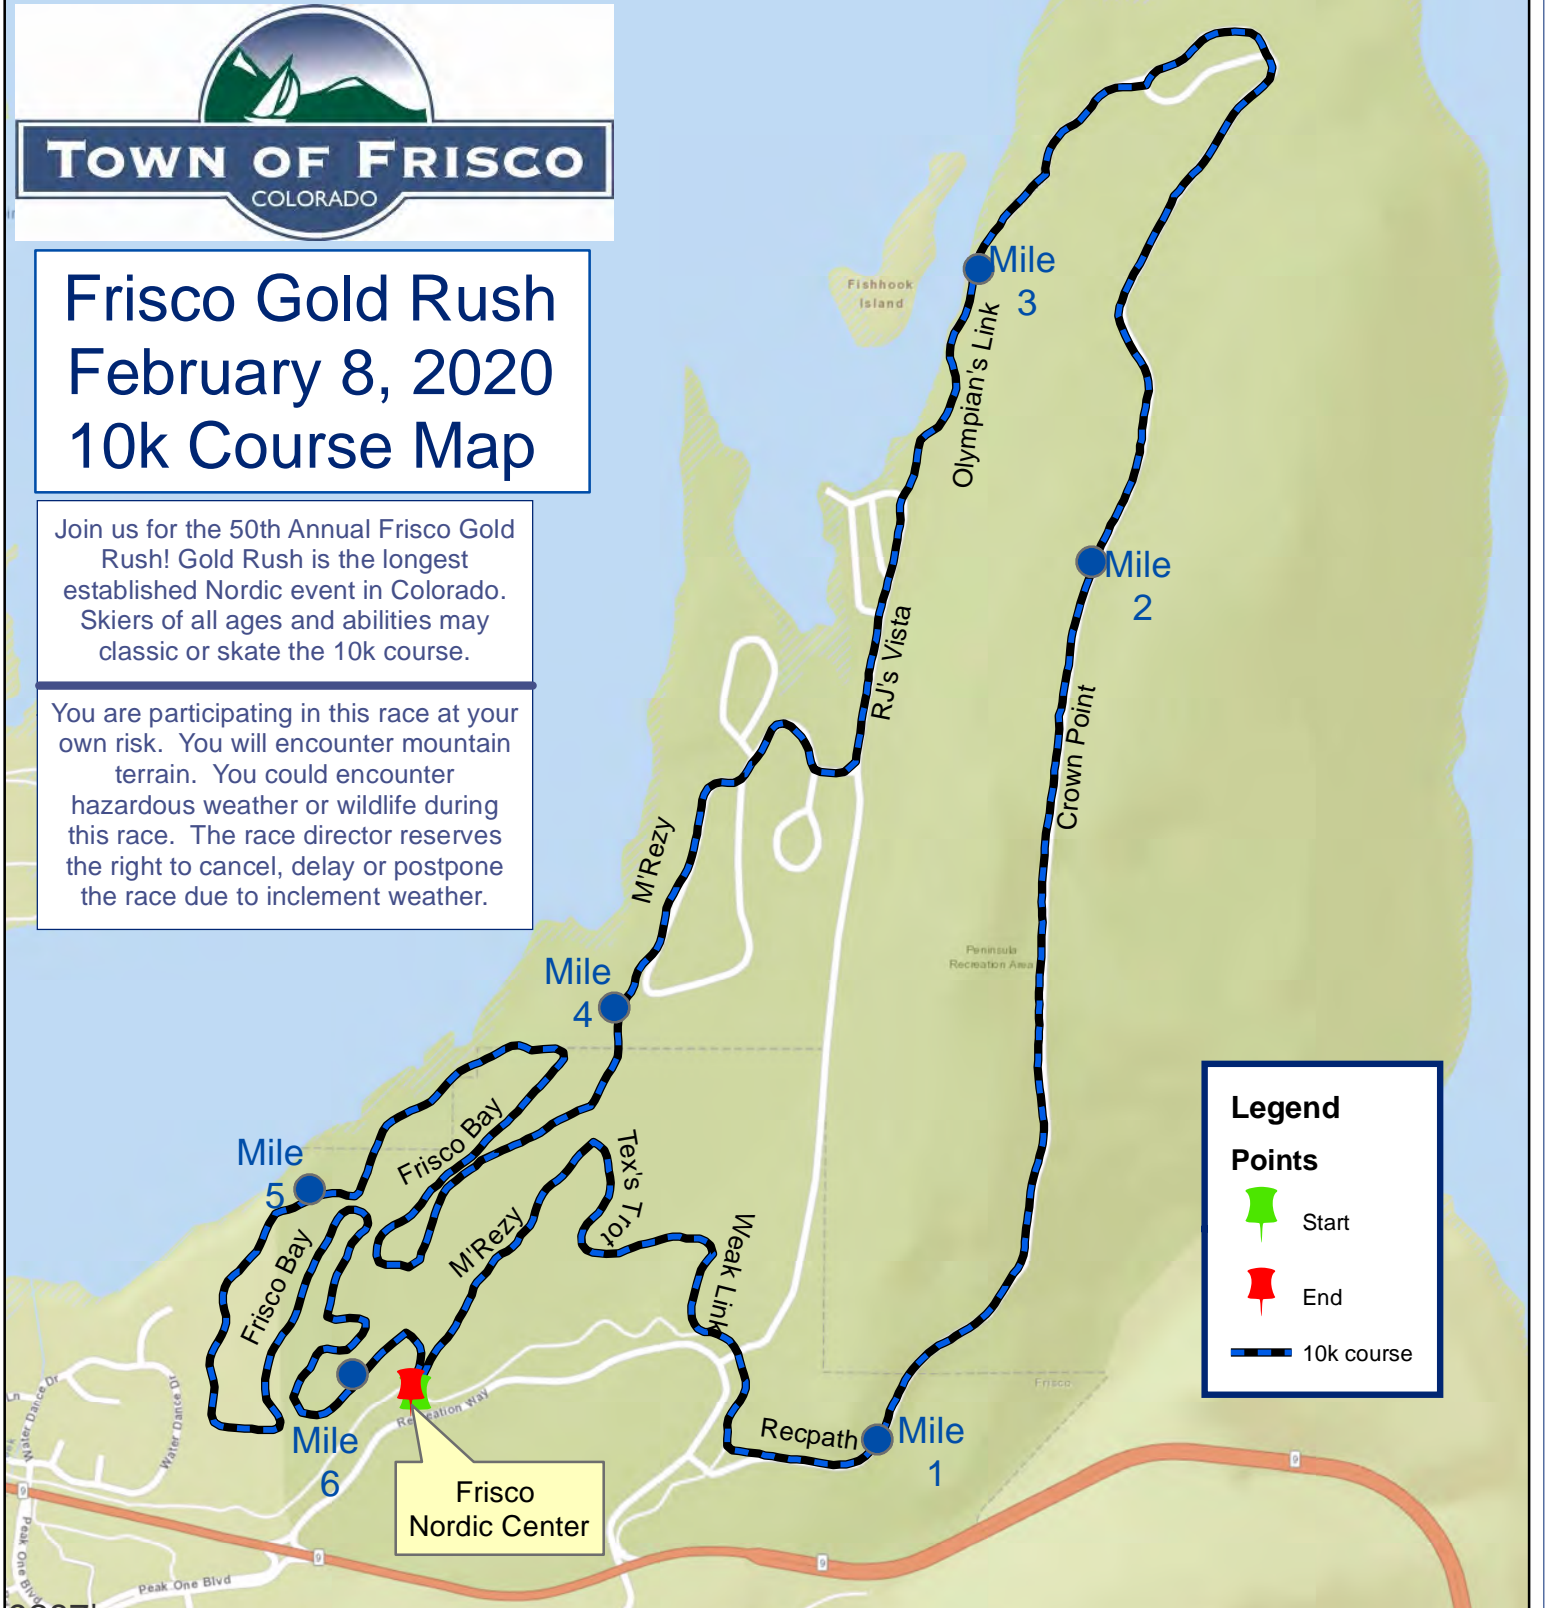 TOWN OF FRISCO
COLORADO
Frisco Gold Rush
February 8, 2020
10k Course Map
Join us for the 50th Annual Frisco Gold
Rush! Gold Rush is the longest
established Nordic event in Colorado.
Skiers of all ages and abilities may
classic or skate the 10k course.
You are participating in this race at your
own risk. You will encounter mountain
terrain. You could encounter
hazardous weather or wildlife during
this race. The race director reserves
the right to cancel, delay or postpone
the race due to inclement weather.
Fishhook
Island
Mile
3
Olympian's Link
Mile
2
RJ's Vista
Crown Point
M'Rezy
Peninsula
Recreation Area
Mile
4
Frisco Bay
Tex's Trot
Mile
5
M'Rezy
Weak Link
Frisco Bay
Legend
Points
Start
End
10k course
Frisco
Recreation Way
Recpath
Mile
1
Mile
6
Frisco
Nordic Center
Ln
Water Dance Dr
Water Dance Dr
9
9
9
9
Peak One Blvd
Peak One Blvd